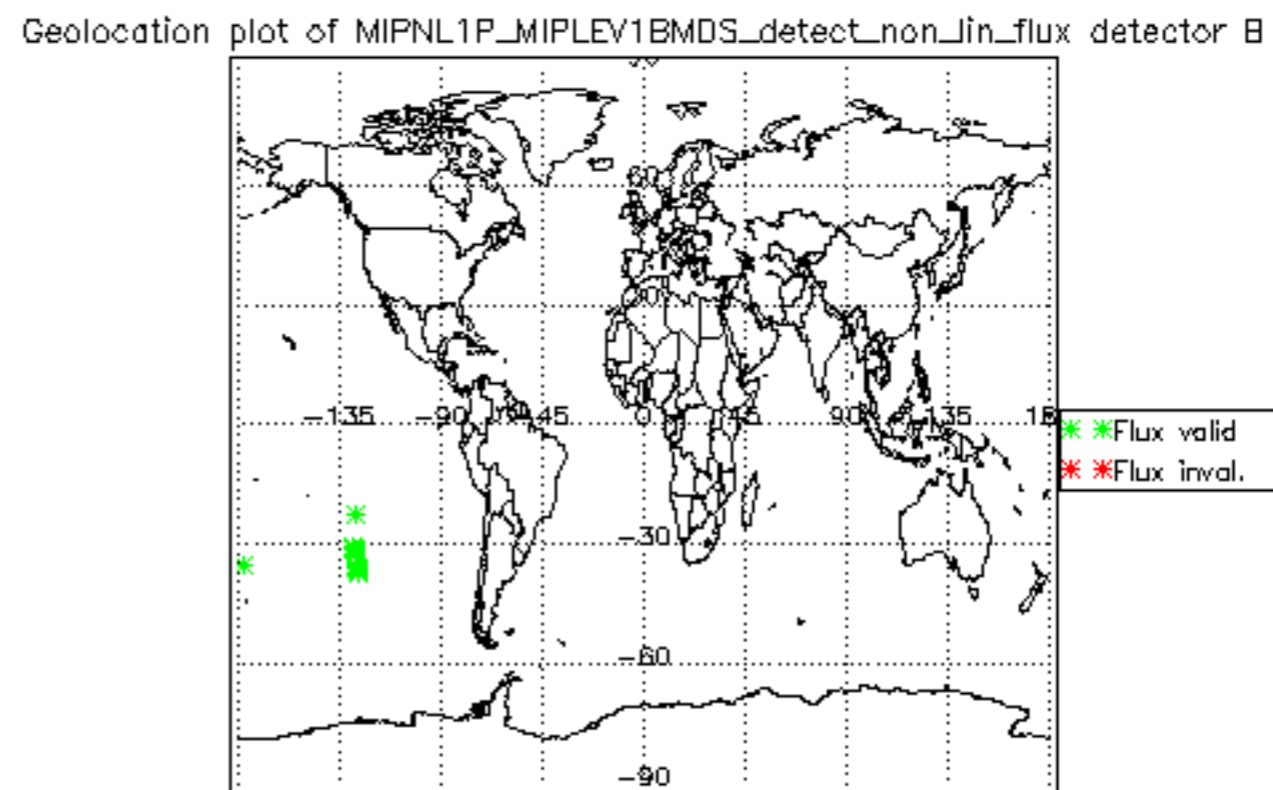 Geolocation plot of MIPNL1P_MIPLEV1BMDS_detect_non_lin_flux detector B
60
-135 -90 45 0 45 90 135
Flux valid
Flux inval.
-30
-60
-90